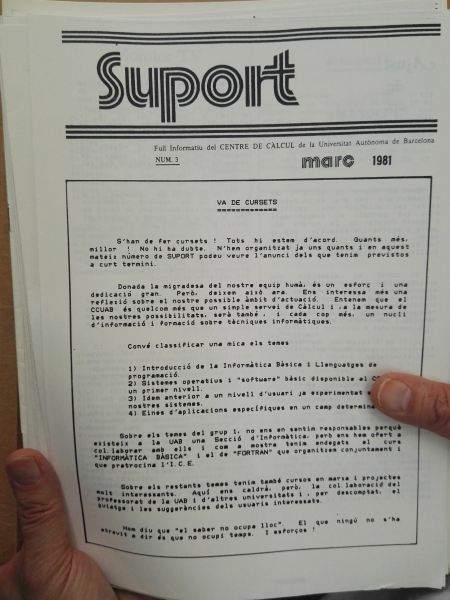 Suport
Full Informatiu del CENTRE DE CÀLCUL de la Universitat Autònoma de Barcelona
NUM. 3
març 1981
VA DE CURSETS
S'han de fer cursets ! Tots hi estem d'acord. Quants més,
millor ! No hi ha dubte. N'hem organitzat ja uns quants i en aquest
mateix número de SUPORT podeu veure l'anunci dels que tenim previstos
a curt termini.
Donada la migradesa del nostre equip humà, és un esforç i una
dedicació gran. Però, deixem això ara. Ens interessa més una
reflexió sobre el nostre possible àmbit d'actuació. Entenem que el
CCUAB és quelcom més que un simple servei de Càlcul i a la mesura de
les nostres possibilitats, serà també, i cada cop més, un nucli
d'informació i formació sobre tècniques informàtiques.
Convé classificar una mica els temes
1) Introducció de la Informàtica Bàsica i Llenguatges de
programació.
2) Sistemes operatius i "software" bàsic disponible al
un primer nivell.
3) Idem anterior a un nivell d'usuari ja experimentat
nostres sistemes.
4) Eines d'aplicacions específiques en un camp
Sobre els temes del grup 1, no ens en sentim responsables perquè
existeix a la UAB una Secció d'Informàtica, però ens hem ofert a
col.laborar amb ells i com a mostra tenim endegats el curs
"INFORMÀTICA BÀSICA" i el de "FORTRAN" que organitzem conjuntament i
que patrocina l'I.C.E.
Sobre els restants temes tenim també cursos en marxa i projectes
molt interessants. Aquí ens caldrà, però, la col.laboració del
professorat de la UAB i d'altres universitats i, per descomptat, el
guiatge i les suggerències dels usuaris interessats.
Hom diu que "el saber no ocupa lloc". El que ningú no s'ha
atrevit a dir és que no ocupi temps. I esforços !